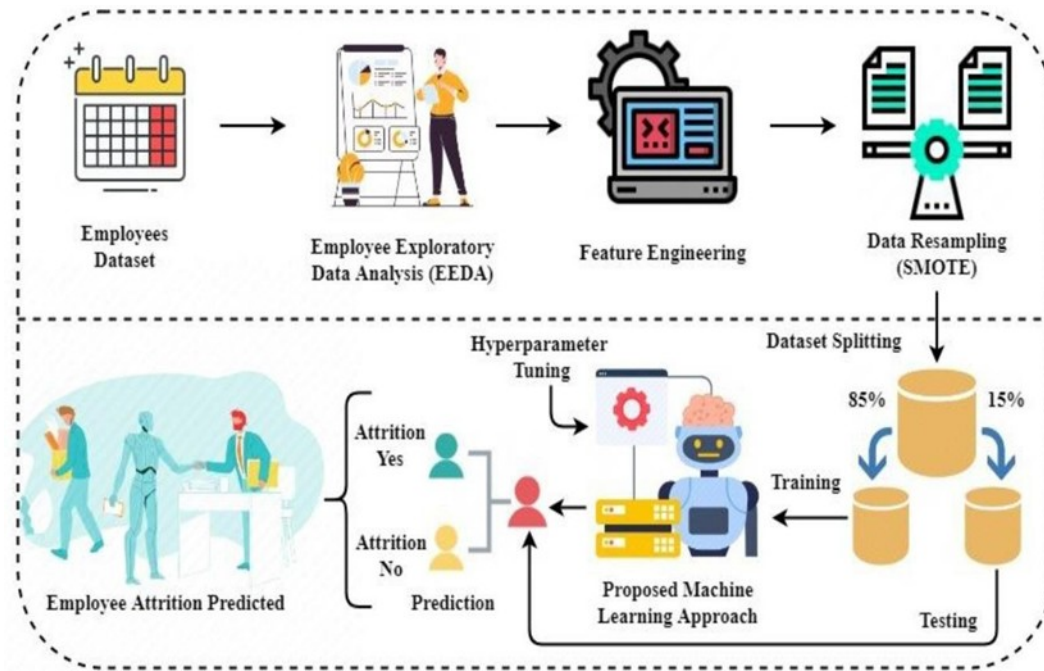 Employees
Dataset
Employee Exploratory
Data Analysis (EEDA)
Feature Engineering
Data Resampling
(SMOTE)
Dataset Splitting
85%
15%
Hyperparameter
Tuning
Training
Attrition
Yes
Attrition
No
Employee Attrition Predicted
Prediction
Proposed Machine
Learning Approach
Testing